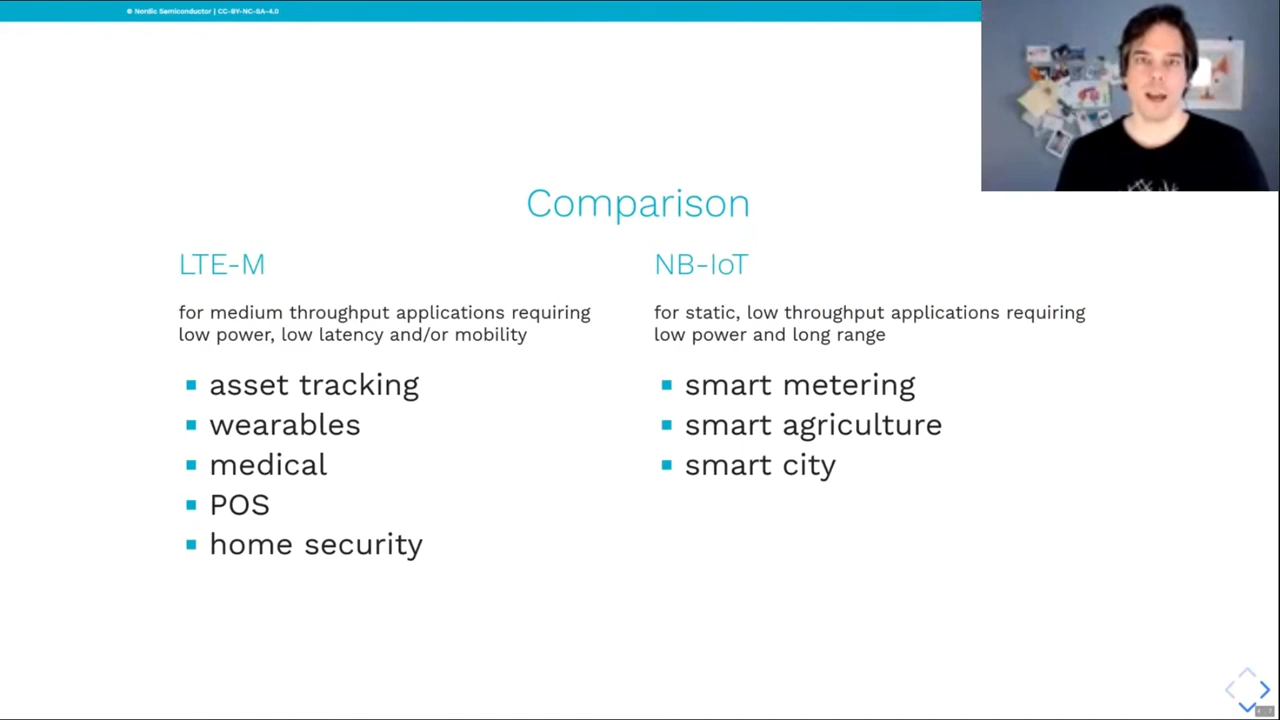 © Nordic Semiconductor | CC-BY-NC-SA-4.0
Comparison
LTE-M
for medium throughput applications requiring
low power, low latency and/or mobility
asset tracking
wearables
medical
POS
home security
NB-IoT
for static, low throughput applications requiring
low power and long range
smart metering
smart agriculture
smart city